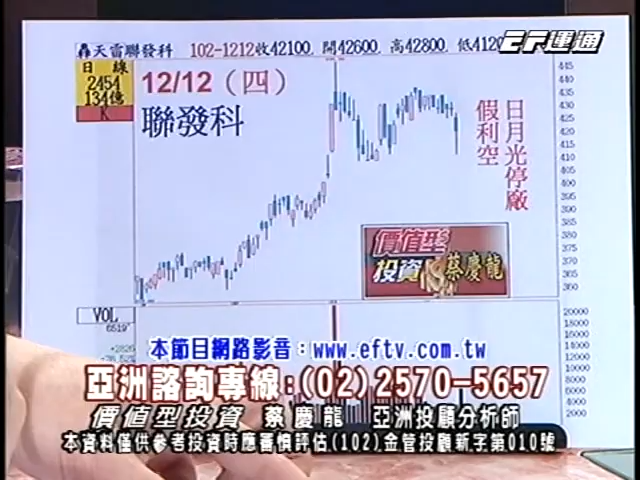 轟天雷聯發科 102-1212收42100 開42600 高42800 低4120
EF運通
日線
2454
134億
K
12/12 (四)
聯發科
日月光停廠
假利空
445
440
435
430
425
420
415
410
405
400
395
390
385
380
375
370
365
360
價值型
投資 蔡慶龍
VOL
6519
+2826
20000
18000
16000
14000
12000
10000
8000
6000
4000
2000
本節目網路影音:www.eftv.com.tw
亞洲諮詢專線:(02)2570-5657
價值型投資 蔡慶龍 亞洲投顧分析師
本資料僅供參考投資時應審慎評估(102)金管投顧新字第010號